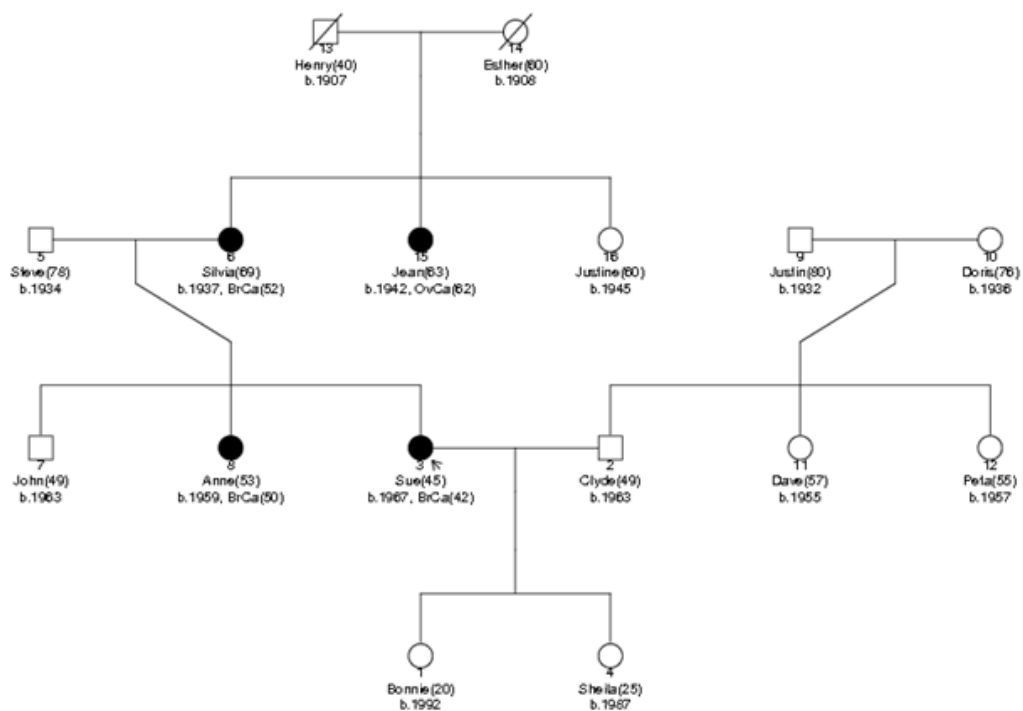 13
14
Henry(40)
Esther(60)
b.1907
b.1908
5
6
15
16
9
10
Steve(78)
Silvia(69)
Jean(63)
Justine(60)
Justin(80)
Doris(76)
b.1934
b.1937, BrCa(52)
b.1942, OvCa(62)
b.1945
b.1932
b.1936
7
8
3
2
11
12
John(49)
Anne(53)
Sue(45)
Clyde(49)
Dave(57)
Peta(55)
b.1963
b.1959, BrCa(50)
b.1967, BrCa(42)
b.1963
b.1955
b.1957
1
4
Bonnie(20)
Sheila(25)
b.1992
b.1987